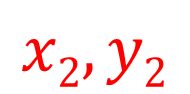 x₂, y₂